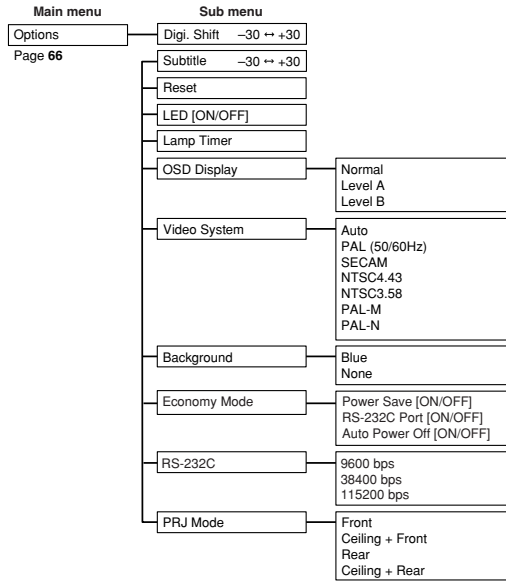 Main menu
Sub menu
Options
Page 66
Digi. Shift –30 ↔ +30
Subtitle –30 ↔ +30
Reset
LED [ON/OFF]
Lamp Timer
OSD Display
Normal
Level A
Level B
Video System
Auto
PAL (50/60Hz)
SECAM
NTSC4.43
NTSC3.58
PAL-M
PAL-N
Background
Blue
None
Economy Mode
Power Save [ON/OFF]
RS-232C Port [ON/OFF]
Auto Power Off [ON/OFF]
RS-232C
9600 bps
38400 bps
115200 bps
PRJ Mode
Front
Ceiling + Front
Rear
Ceiling + Rear